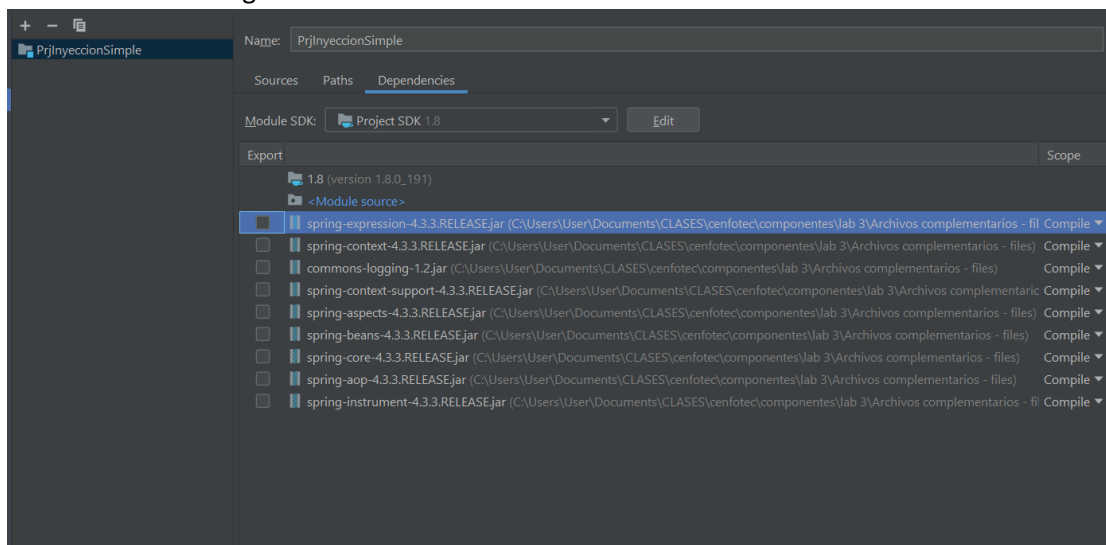 PrjInyeccionSimple
Name: PrjInyeccionSimple
Sources Paths Dependencies
Module SDK: Project SDK 1.8 Edit
Export Scope
1.8 (version 1.8.0_191)
<Module source>
spring-expression-4.3.3.RELEASE.jar (C:\Users\User\Documents\CLASES\cenfotec\componentes\lab 3\Archivos complementarios - fil Compile
spring-context-4.3.3.RELEASE.jar (C:\Users\User\Documents\CLASES\cenfotec\componentes\lab 3\Archivos complementarios - files) Compile
commons-logging-1.2.jar (C:\Users\User\Documents\CLASES\cenfotec\componentes\lab 3\Archivos complementarios - files) Compile
spring-context-support-4.3.3.RELEASE.jar (C:\Users\User\Documents\CLASES\cenfotec\componentes\lab 3\Archivos complementaric Compile
spring-aspects-4.3.3.RELEASE.jar (C:\Users\User\Documents\CLASES\cenfotec\componentes\lab 3\Archivos complementarios - files) Compile
spring-beans-4.3.3.RELEASE.jar (C:\Users\User\Documents\CLASES\cenfotec\componentes\lab 3\Archivos complementarios - files) Compile
spring-core-4.3.3.RELEASE.jar (C:\Users\User\Documents\CLASES\cenfotec\componentes\lab 3\Archivos complementarios - files) Compile
spring-aop-4.3.3.RELEASE.jar (C:\Users\User\Documents\CLASES\cenfotec\componentes\lab 3\Archivos complementarios - files) Compile
spring-instrument-4.3.3.RELEASE.jar (C:\Users\User\Documents\CLASES\cenfotec\componentes\lab 3\Archivos complementarios - fil Compile